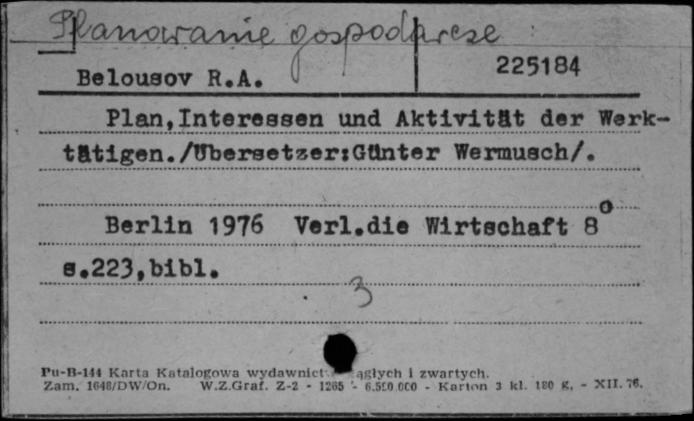 Planowanie gospodarcze
Belousov R.A.
225184
Plan,Interessen und Aktivität der Werk-
tätigen./Übersetzer:Günter Wermusch/.
Berlin 1976 Verl.die Wirtschaft 8°
s.223,bibl.
3
Pu-B-144 Karta Katalogowa wydawnict ągłych i zwartych.
Zam. 1648/DW/On. W.Z.Graf. Z-2 - 1265 - 6.500.000 - Karton 3 kl. 180 g. - XII. 76.